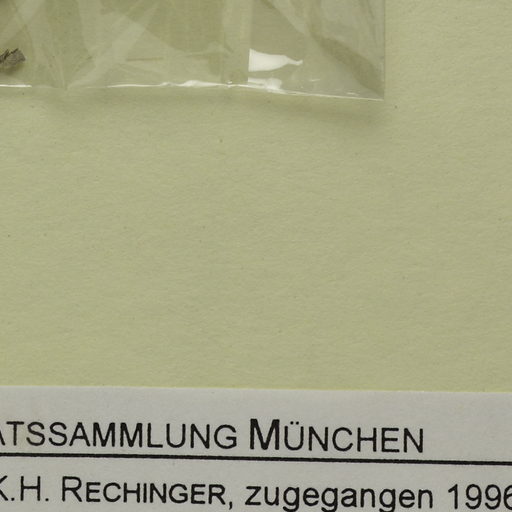 ATSSAMMLUNG MÜNCHEN
K.H. RECHINGER, zugegangen 1996